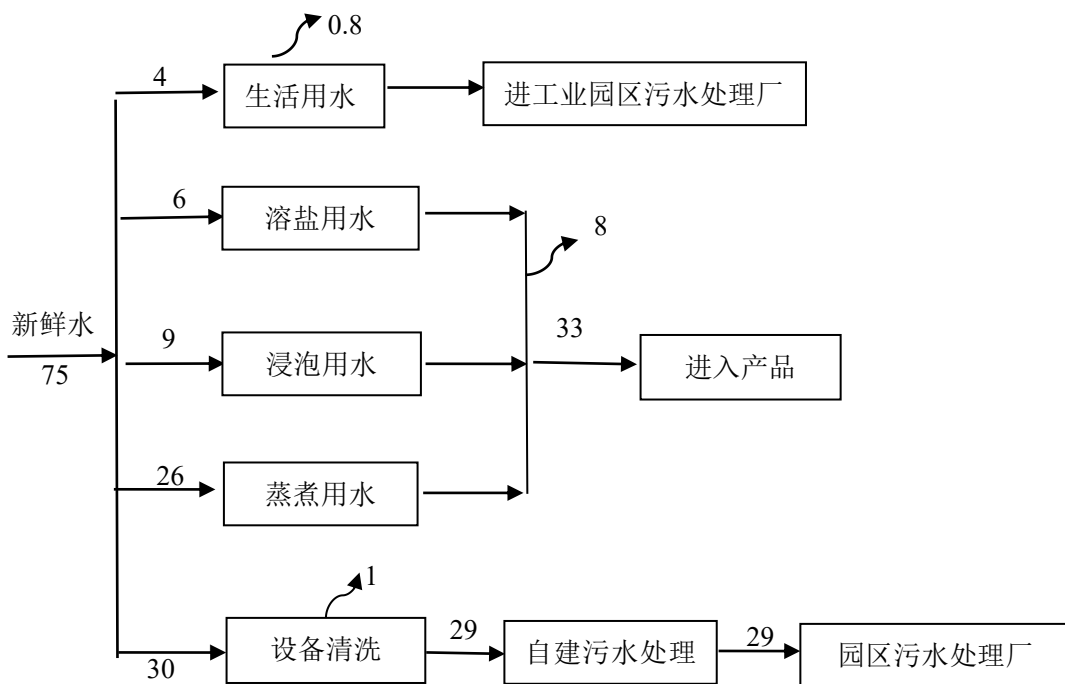 0.8
4
生活用水
进工业园区污水处理厂
6
溶盐用水
8
新鲜水
75
9
浸泡用水
33
进入产品
26
蒸煮用水
1
30
设备清洗
29
自建污水处理
29
园区污水处理厂